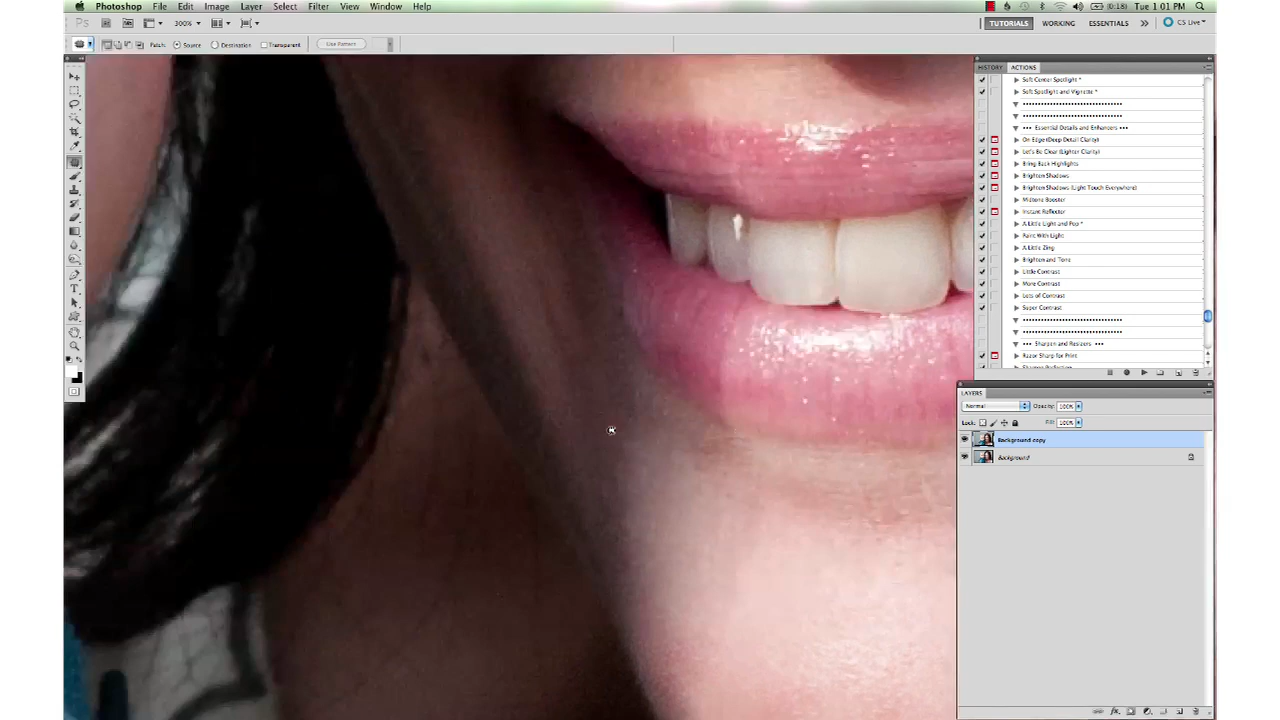 Photoshop File Edit Image Layer Select Filter View Window Help (0:18) Tue 1:01 PM
Ps Br Mb 300% TUTORIALS WORKING ESSENTIALS >> CS Live
Patch: Source Destination Transparent Use Pattern
HISTORY ACTIONS
Soft Center Spotlight *
Soft Spotlight and Vignette *
••• Essential Details and Enhancers •••
On Edge (Deep Detail Clarity)
Let's Be Clear (Lighter Clarity)
Bring Back Highlights
Brighten Shadows
Brighten Shadows (Light Touch Everywhere)
Midtone Booster
Instant Reflector
A Little Light and Pop *
Paint With Light
A Little Zing
Brighten and Tone
Little Contrast
More Contrast
Lots of Contrast
Super Contrast
••• Sharpen and Resizers •••
Razor Sharp for Print
LAYERS
Normal Opacity: 100%
Lock: Fill: 100%
Background copy
Background